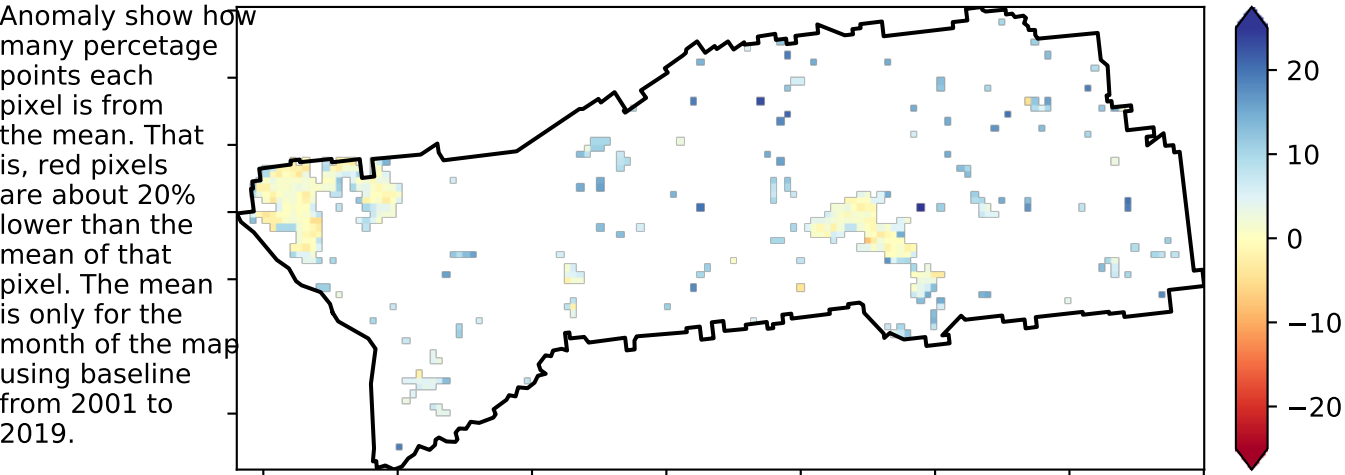 Anomaly show how
many percetage
points each
pixel is from
the mean. That
is, red pixels
are about 20%
lower than the
mean of that
pixel. The mean
is only for the
month of the map
using baseline
from 2001 to
2019.
20
10
0
−10
−20